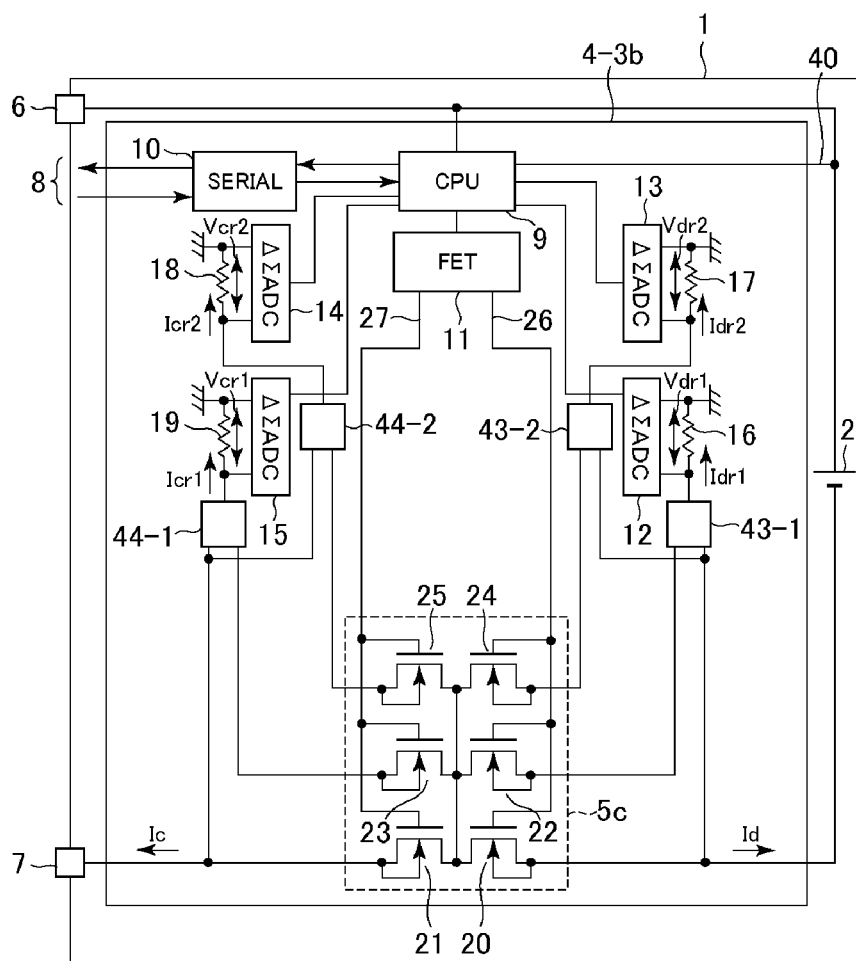 1
4-3b
40
6
10
8
SERIAL
CPU
13
Vcr2
9
Vdr2
18
ΔΣADC
FET
ΔΣADC
17
Icr2
14
27
11
26
Idr2
Vcr1
Vdr1
19
ΔΣADC
44-2
43-2
ΔΣADC
16
2
Icr1
Idr1
44-1
15
12
43-1
25
24
23
22
5c
7
Ic
Id
21
20